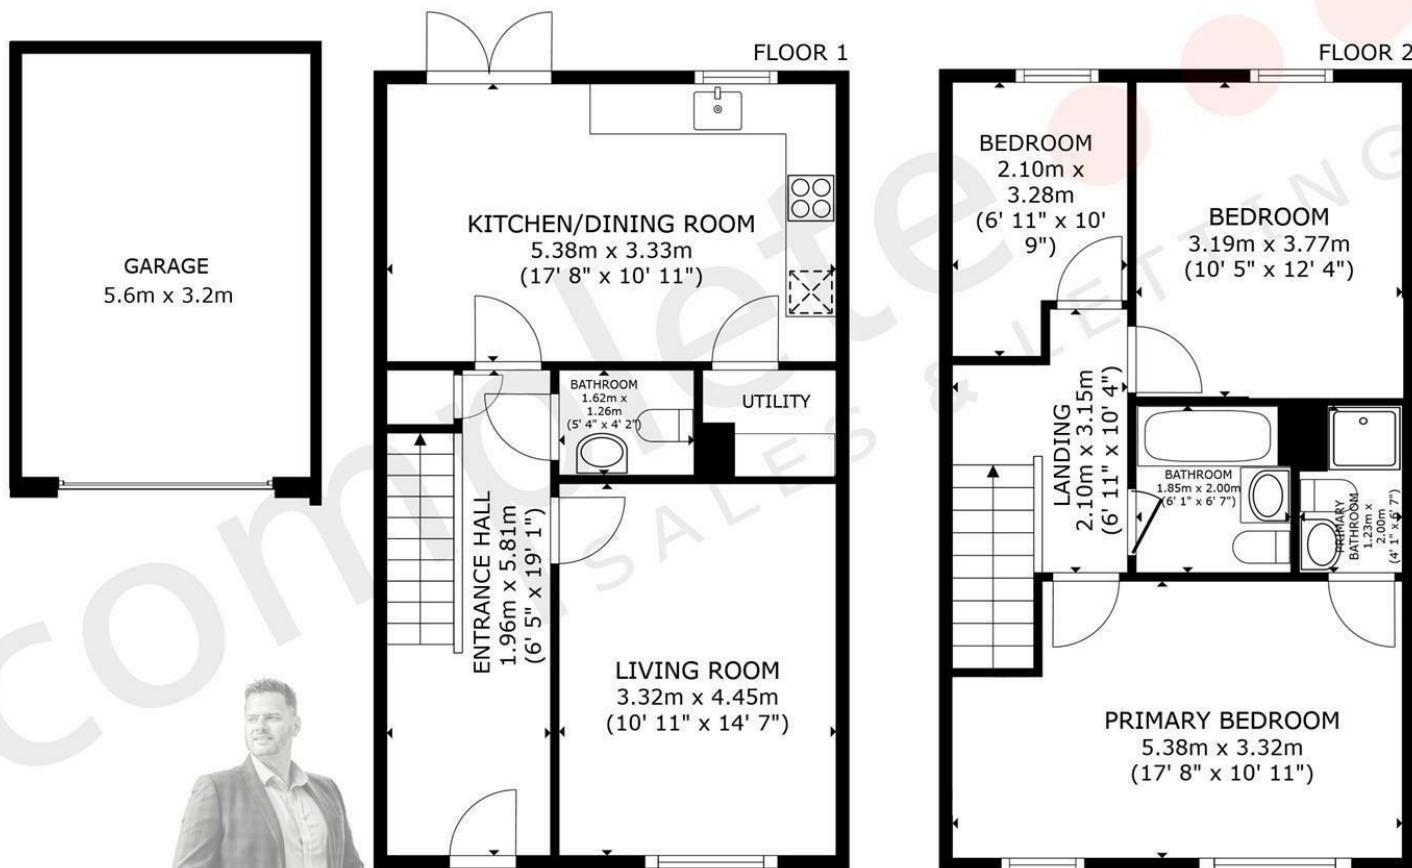 FLOOR 1
FLOOR 2
GARAGE
5.6m x 3.2m
KITCHEN/DINING ROOM
5.38m x 3.33m
(17' 8" x 10' 11")
BATHROOM
1.62m x
1.26m
(5' 4" x 4' 2")
UTILITY
ENTRANCE HALL
1.96m x 5.81m
(6' 5" x 19' 1")
LIVING ROOM
3.32m x 4.45m
(10' 11" x 14' 7")
BEDROOM
2.10m x
3.28m
(6' 11" x 10'
9")
BEDROOM
3.19m x 3.77m
(10' 5" x 12' 4")
LANDING
2.10m x 3.15m
(6' 11" x 10' 4")
BATHROOM
1.85m x 2.00m
(6' 1" x 6' 7")
PRIMARY
BATHROOM
1.23m x
2.00m
(4' 1" x 6' 7")
PRIMARY BEDROOM
5.38m x 3.32m
(17' 8" x 10' 11")
complete
SALES & LETTING